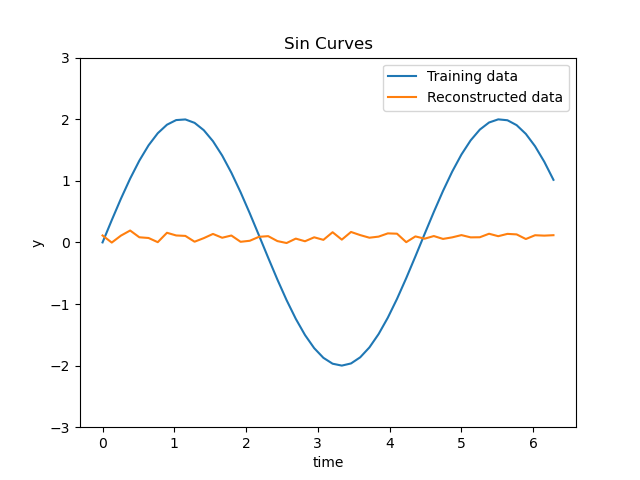 Sin Curves
Training data
Reconstructed data
3
2
1
0
−1
−2
−3
y
0 1 2 3 4 5 6
time